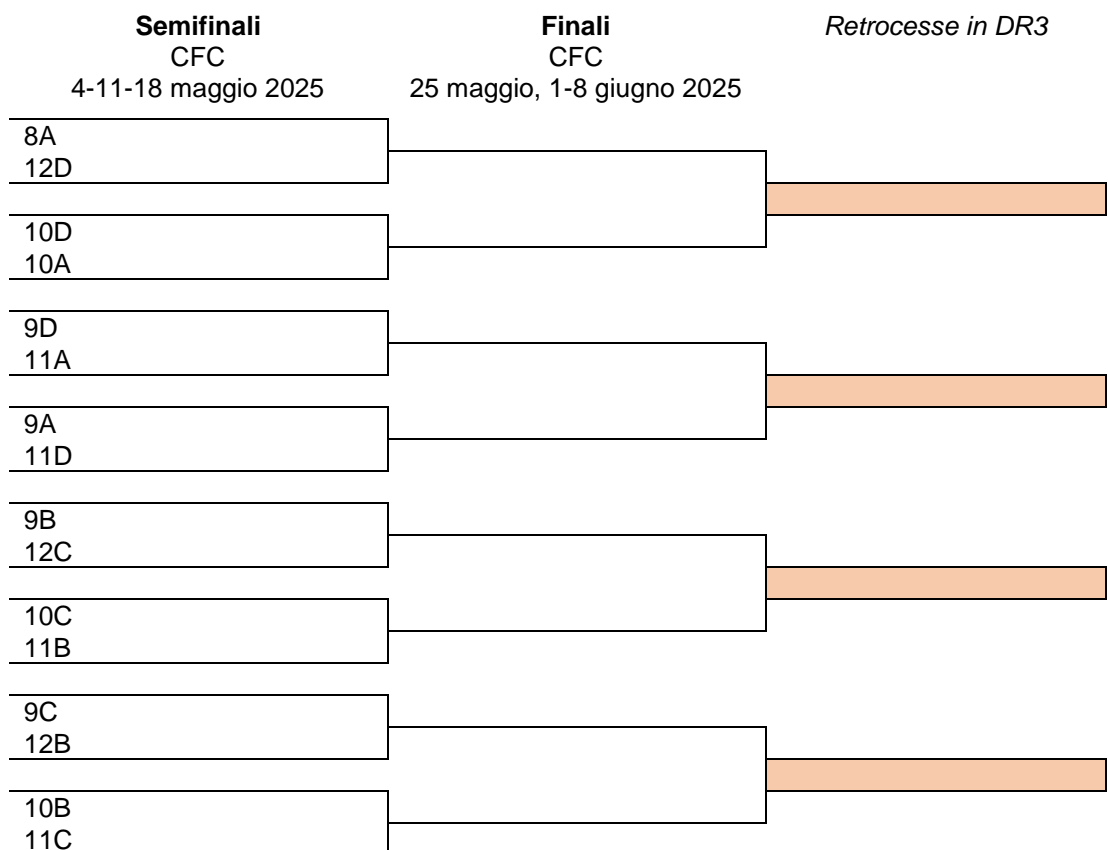 Semifinali
CFC
4-11-18 maggio 2025
Finali
CFC
25 maggio, 1-8 giugno 2025
Retrocesse in DR3
8A
12D
10D
10A
9D
11A
9A
11D
9B
12C
10C
11B
9C
12B
10B
11C